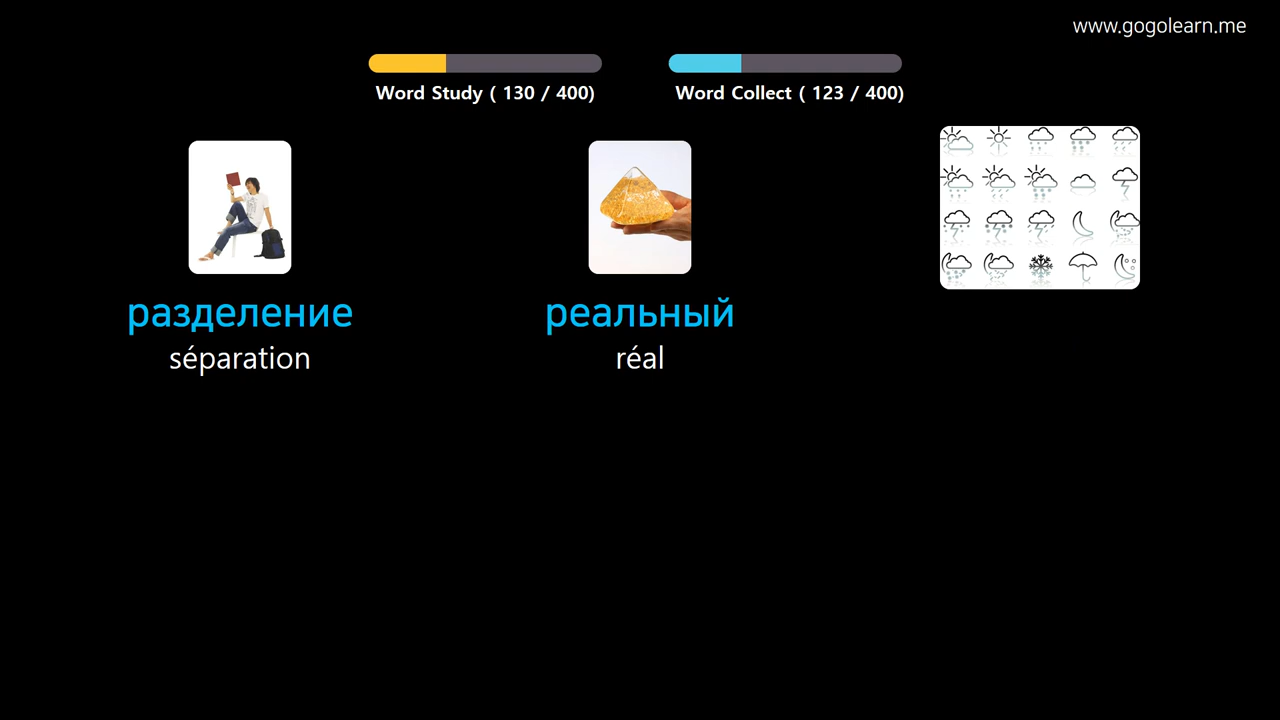 www.gogolearn.me
Word Study ( 130 / 400)
Word Collect ( 123 / 400)
разделение
séparation
реальный
réal